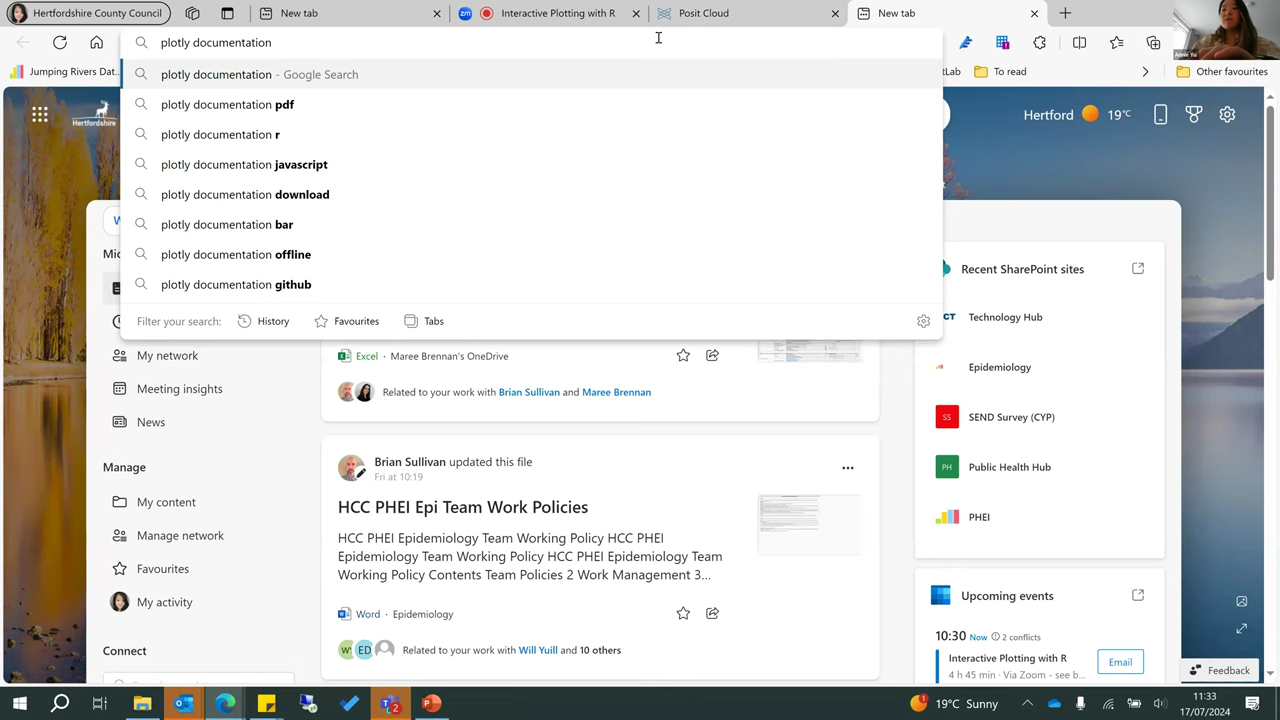 Hertfordshire County Council
New tab
Interactive Plotting with R
Posit Cloud
New tab
Annie Yu
plotly documentation
Jumping Rivers Dat...
To read
Other favourites
plotly documentation - Google Search
plotly documentation pdf
plotly documentation r
plotly documentation javascript
plotly documentation download
plotly documentation bar
plotly documentation offline
plotly documentation github
Filter your search:
History
Favourites
Tabs
Hertfordshire
Hertford
19°C
My network
Meeting insights
News
Manage
My content
Manage network
Favourites
My activity
Connect
Excel · Maree Brennan's OneDrive
Related to your work with Brian Sullivan and Maree Brennan
Brian Sullivan updated this file
Fri at 10:19
HCC PHEI Epi Team Work Policies
HCC PHEI Epidemiology Team Working Policy HCC PHEI
Epidemiology Team Working Policy HCC PHEI Epidemiology Team
Working Policy Contents Team Policies 2 Work Management 3...
Word · Epidemiology
Related to your work with Will Yuill and 10 others
Recent SharePoint sites
Technology Hub
Epidemiology
SS
SEND Survey (CYP)
PH
Public Health Hub
PHEI
Upcoming events
10:30 Now 2 conflicts
Interactive Plotting with R
4 h 45 min · Via Zoom - see b...
Email
Feedback
19°C Sunny
11:33
17/07/2024